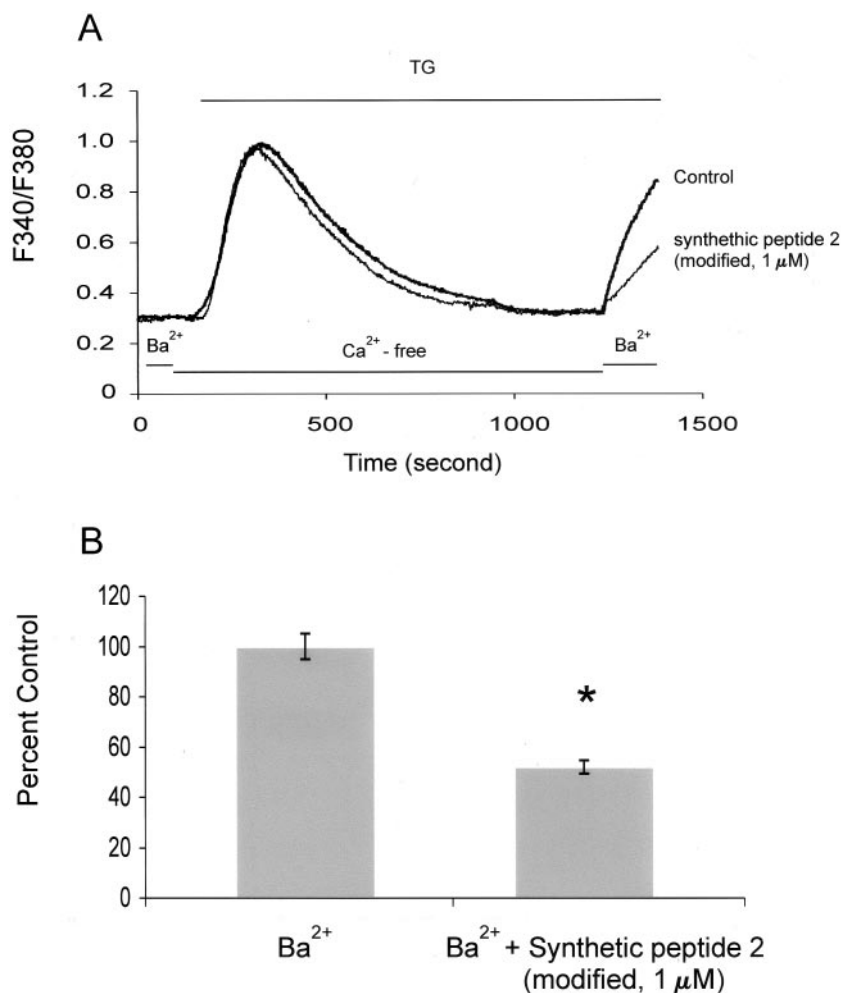 A
TG
F340/F380
1.2
1.0
0.8
0.6
0.4
0.2
0
Control
synthethic peptide 2
(modified, 1 μM)
Ba2+
Ca2+ - free
Ba2+
0
500
1000
1500
Time (second)
B
Percent Control
120
100
80
60
40
20
0
*
Ba2+
Ba2+ + Synthetic peptide 2
(modified, 1 μM)